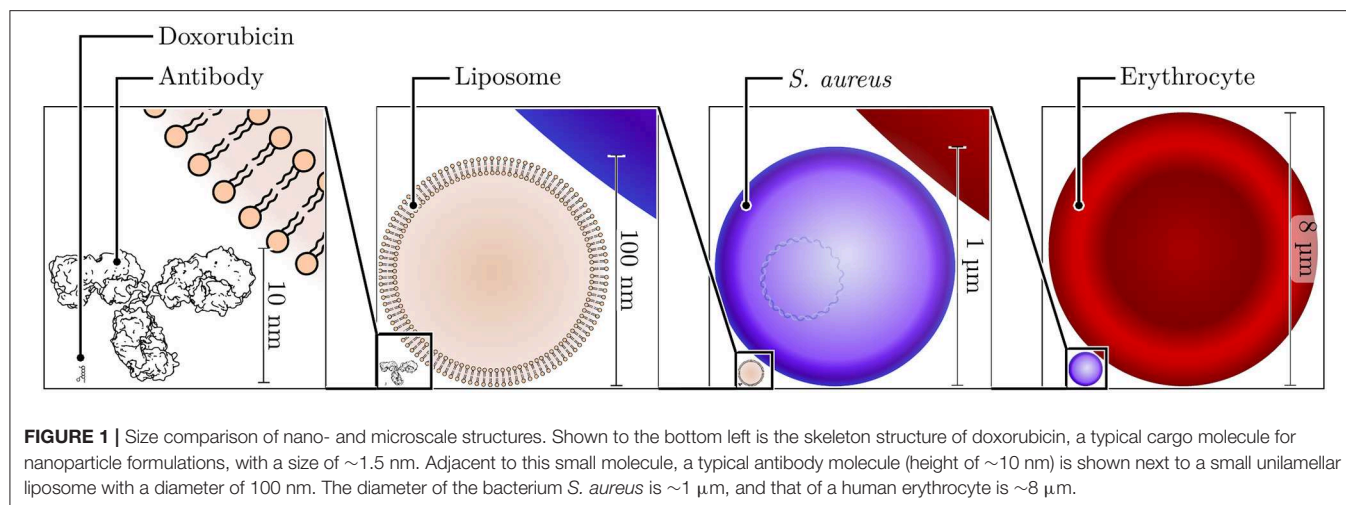 Doxorubicin
Antibody
Liposome
S. aureus
Erythrocyte
10 nm
100 nm
1 μm
8 μm
FIGURE 1 | Size comparison of nano- and microscale structures. Shown to the bottom left is the skeleton structure of doxorubicin, a typical cargo molecule for
nanoparticle formulations, with a size of ∼1.5 nm. Adjacent to this small molecule, a typical antibody molecule (height of ∼10 nm) is shown next to a small unilamellar
liposome with a diameter of 100 nm. The diameter of the bacterium S. aureus is ∼1 μm, and that of a human erythrocyte is ∼8 μm.